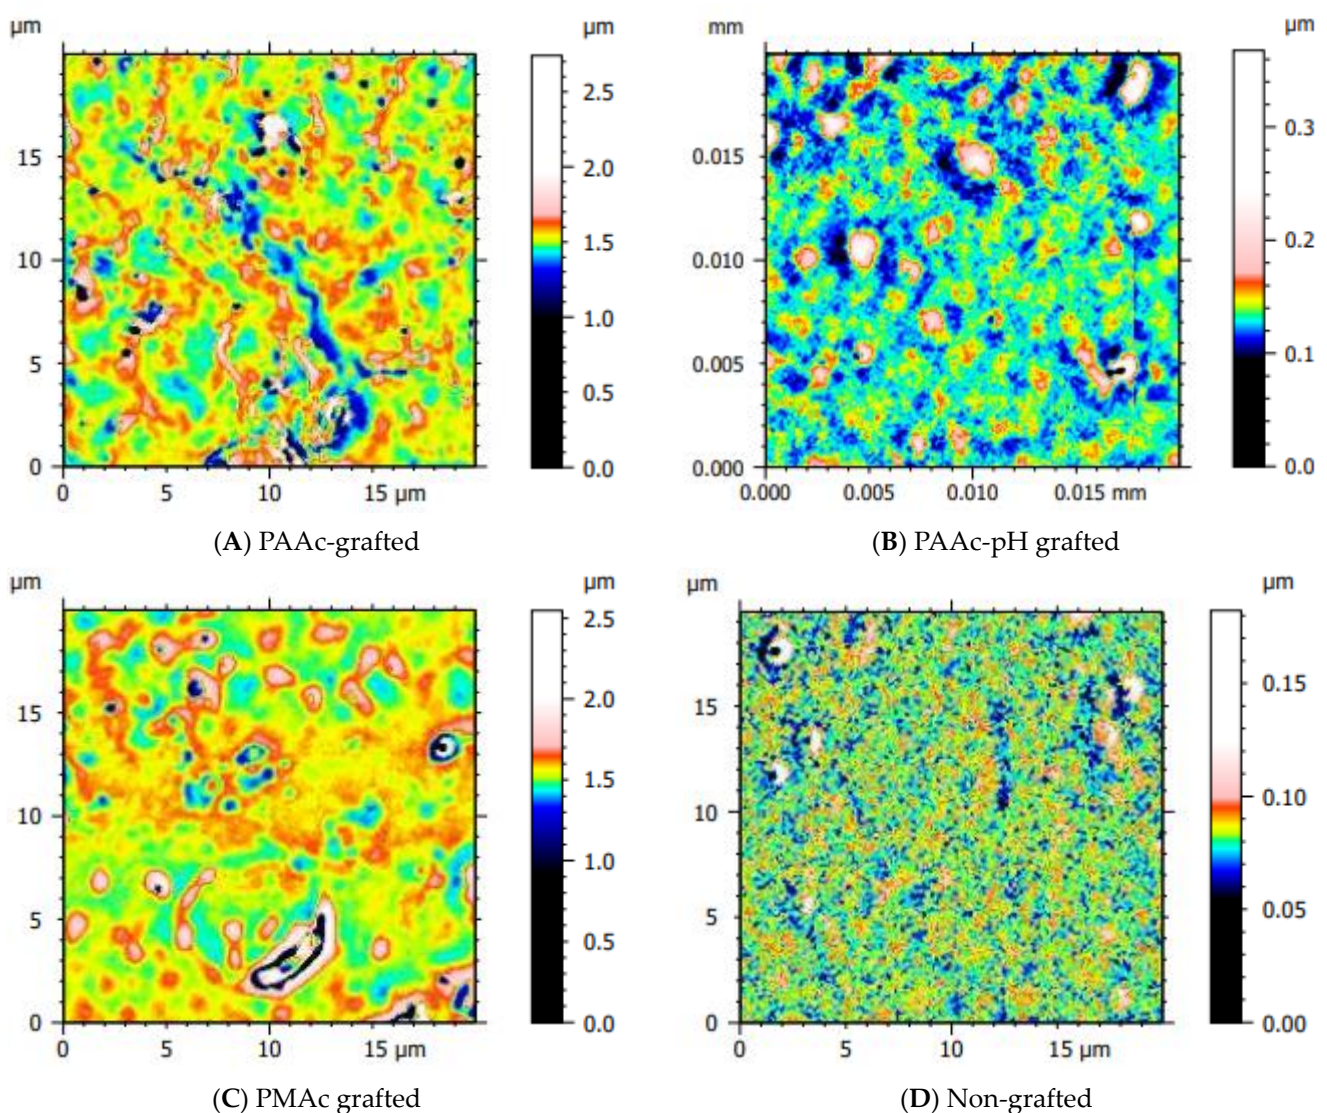 µm
µm
2.5
2.0
1.5
1.0
0.5
0.0
15
10
5
0
0 5 10 15 µm
(A) PAAc-grafted
mm
µm
0.3
0.2
0.1
0.0
0.015
0.010
0.005
0.000
0.000 0.005 0.010 0.015 mm
(B) PAAc-pH grafted
µm
µm
2.5
2.0
1.5
1.0
0.5
0.0
15
10
5
0
0 5 10 15 µm
(C) PMAc grafted
µm
µm
0.15
0.10
0.05
0.00
15
10
5
0
0 5 10 15 µm
(D) Non-grafted